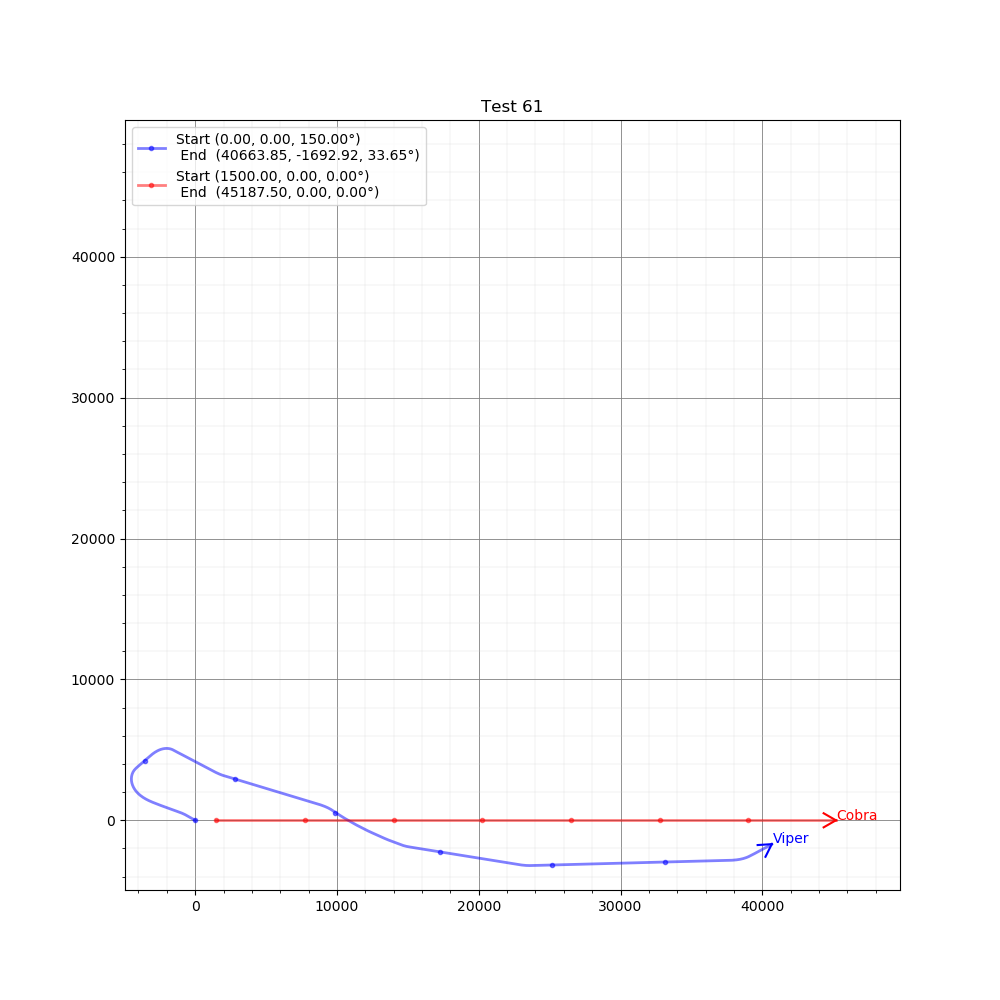 Test 61
Start (0.00, 0.00, 150.00°)
End (40663.85, -1692.92, 33.65°)
Start (1500.00, 0.00, 0.00°)
End (45187.50, 0.00, 0.00°)
40000
30000
20000
10000
0
Cobra
Viper
0
10000
20000
30000
40000